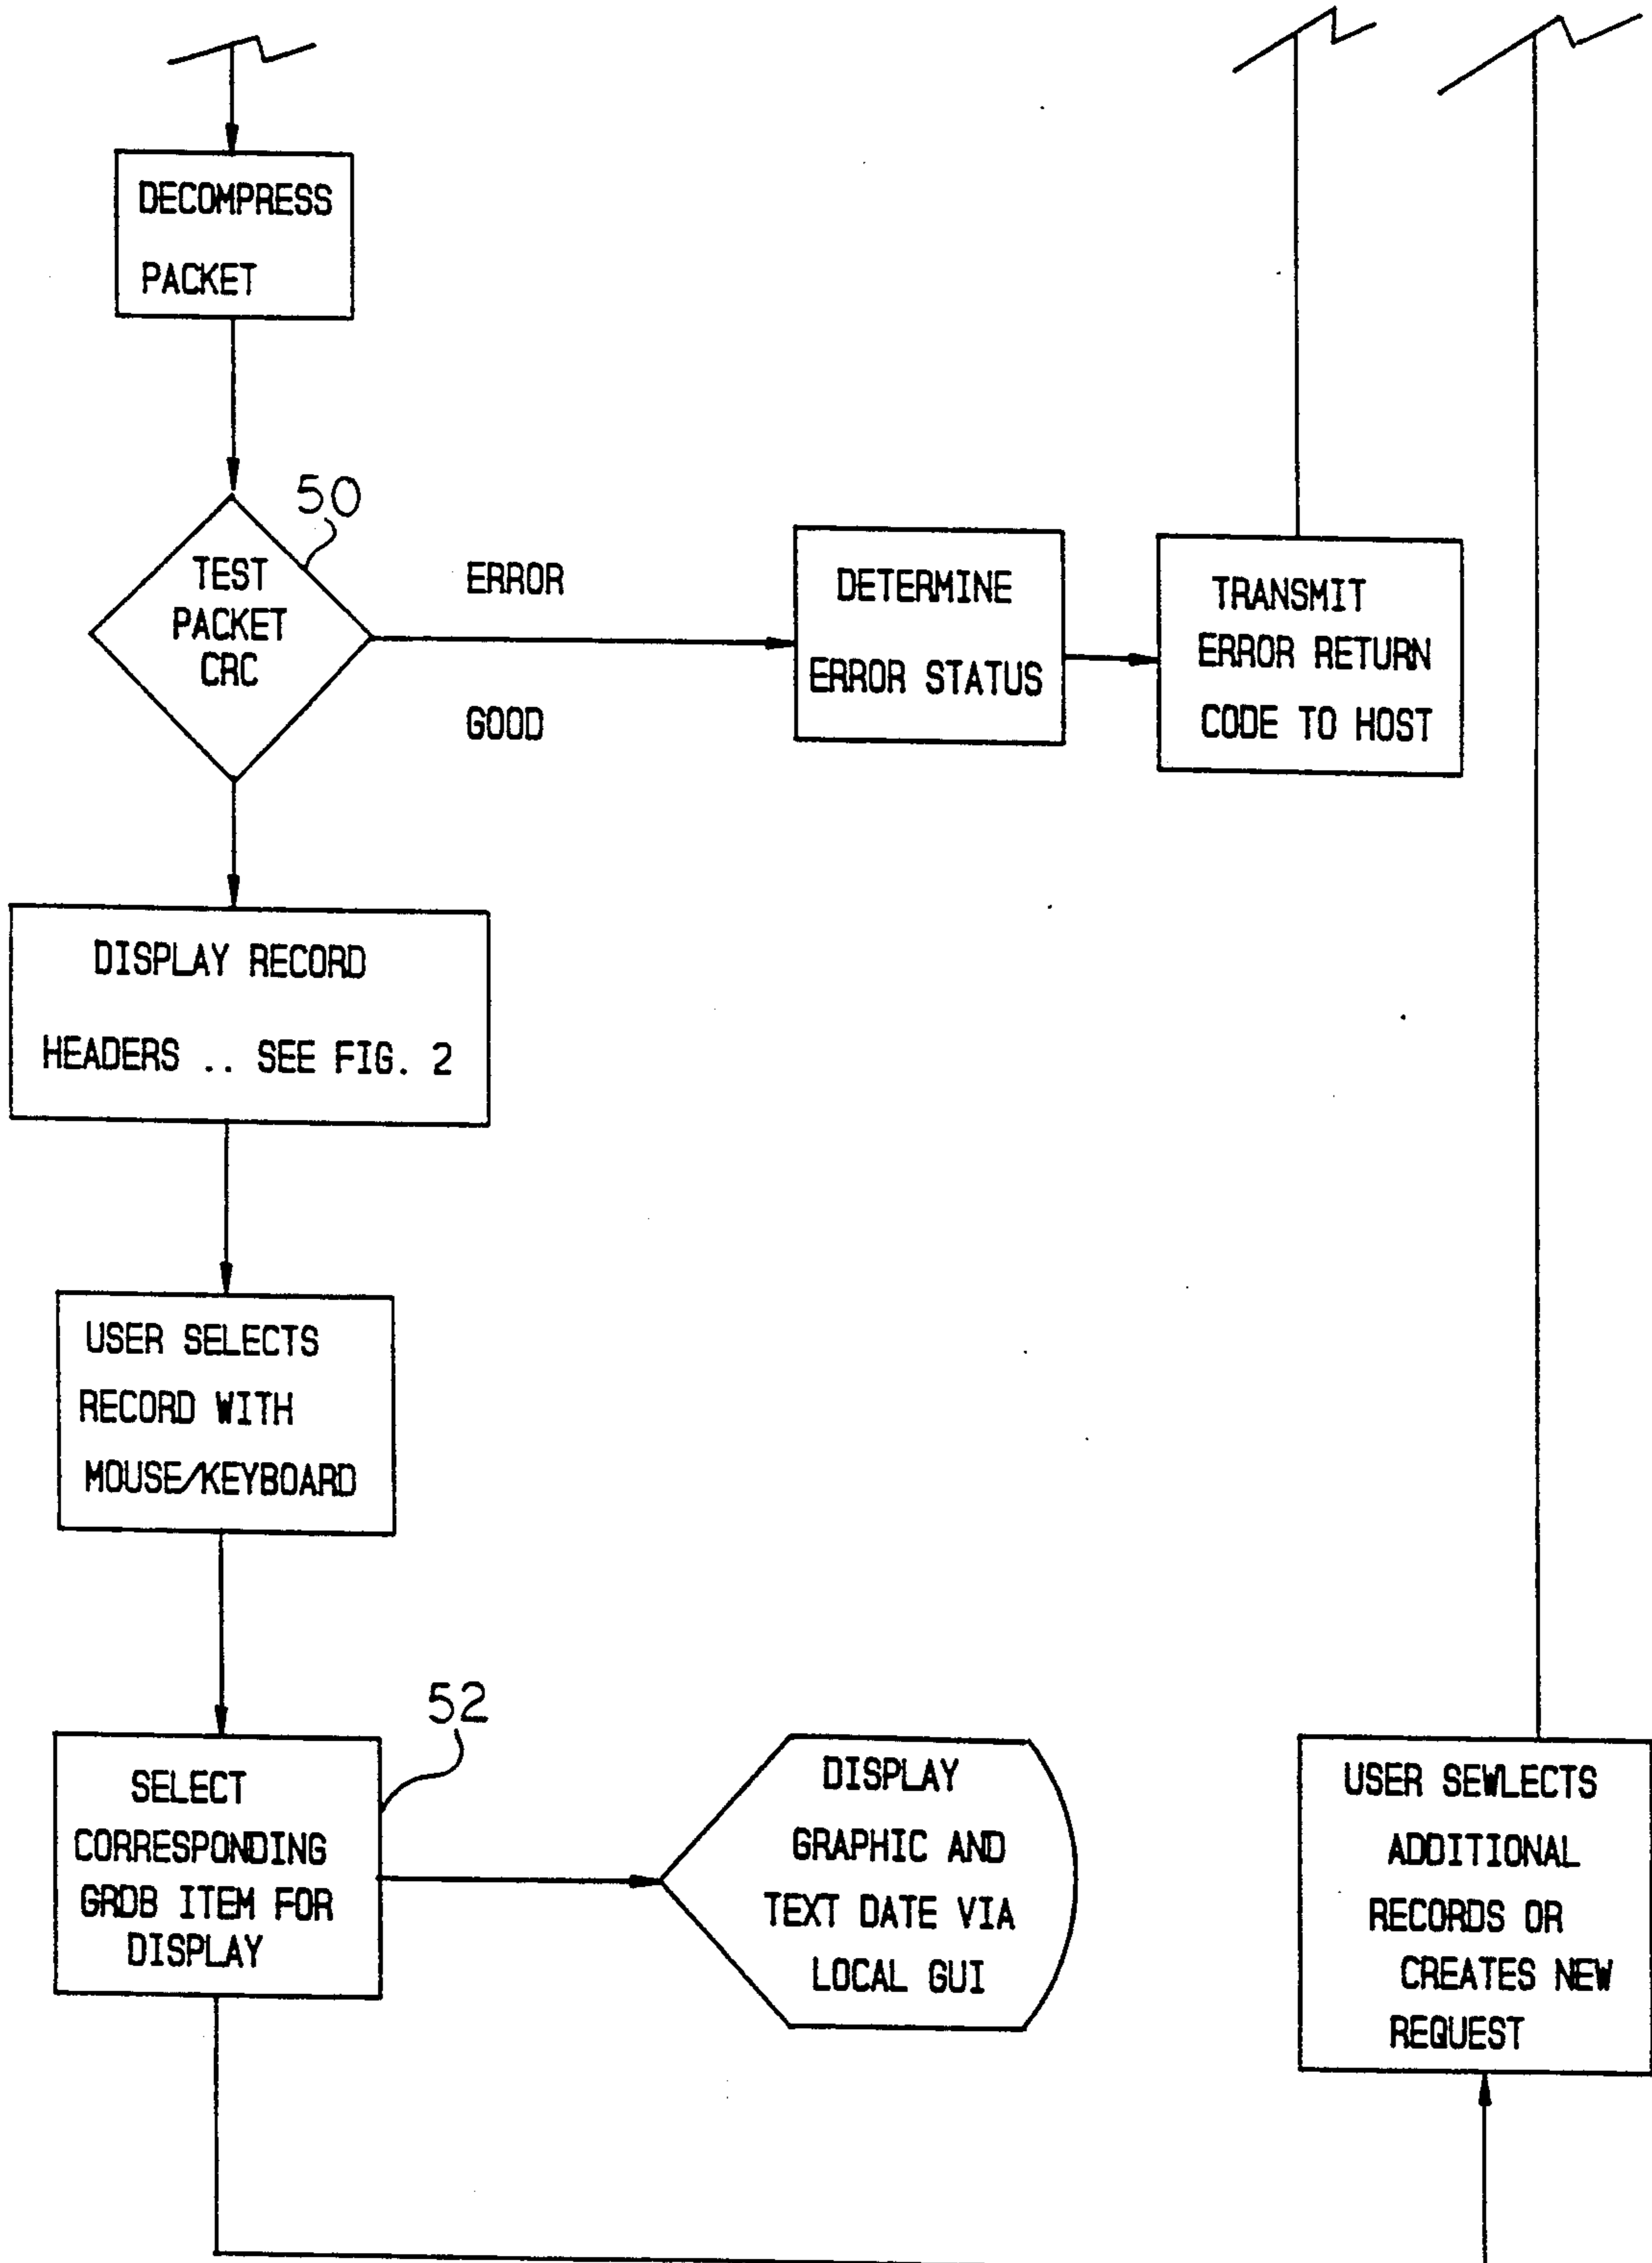 DECOMPRESS
PACKET
50
TEST
PACKET
CRC
ERROR
GOOD
DETERMINE
ERROR STATUS
TRANSMIT
ERROR RETURN
CODE TO HOST
DISPLAY RECORD
HEADERS .. SEE FIG. 2
USER SELECTS
RECORD WITH
MOUSE/KEYBOARD
52
SELECT
CORRESPONDING
GRDB ITEM FOR
DISPLAY
DISPLAY
GRAPHIC AND
TEXT DATE VIA
LOCAL GUI
USER SEWLECTS
ADDITIONAL
RECORDS OR
CREATES NEW
REQUEST